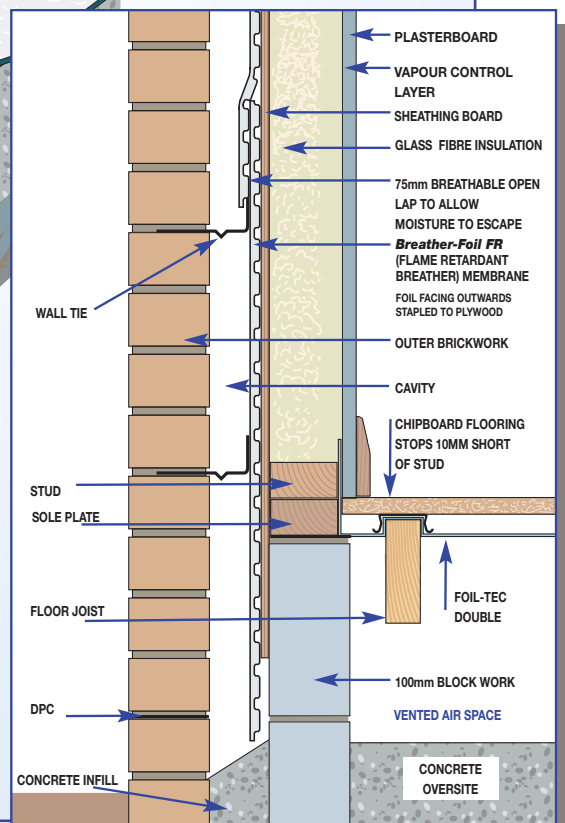 PLASTERBOARD
VAPOUR CONTROL
LAYER
SHEATHING BOARD
GLASS FIBRE INSULATION
75mm BREATHABLE OPEN
LAP TO ALLOW
MOISTURE TO ESCAPE
Breather-Foil FR
(FLAME RETARDANT
BREATHER) MEMBRANE
FOIL FACING OUTWARDS
STAPLED TO PLYWOOD
WALL TIE
OUTER BRICKWORK
CAVITY
CHIPBOARD FLOORING
STOPS 10MM SHORT
OF STUD
STUD
SOLE PLATE
FLOOR JOIST
FOIL-TEC
DOUBLE
100mm BLOCK WORK
DPC
VENTED AIR SPACE
CONCRETE INFILL
CONCRETE
OVERSITE